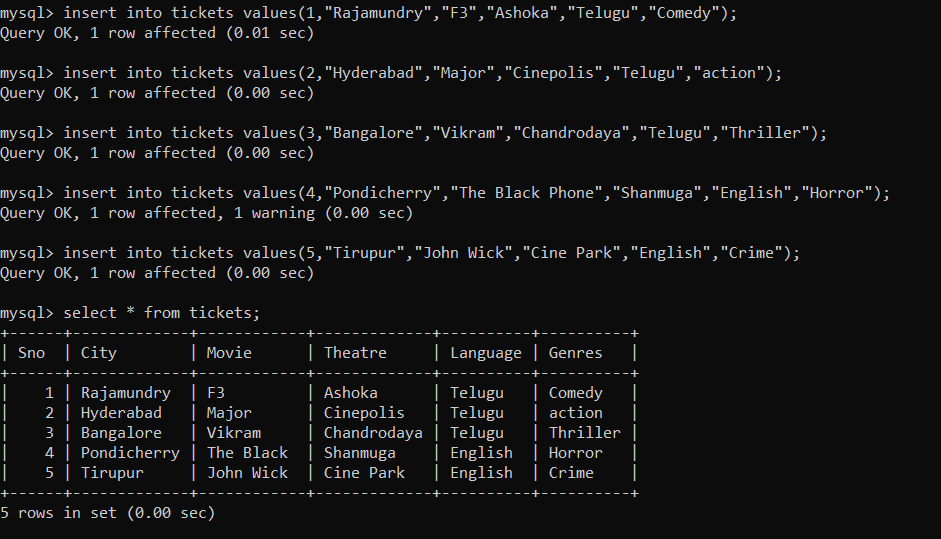 mysql> insert into tickets values(1,"Rajamundry","F3","Ashoka","Telugu","Comedy");
Query OK, 1 row affected (0.01 sec)
mysql> insert into tickets values(2,"Hyderabad","Major","Cinepolis","Telugu","action");
Query OK, 1 row affected (0.00 sec)
mysql> insert into tickets values(3,"Bangalore","Vikram","Chandrodaya","Telugu","Thriller");
Query OK, 1 row affected (0.00 sec)
mysql> insert into tickets values(4,"Pondicherry","The Black Phone","Shanmuga","English","Horror");
Query OK, 1 row affected, 1 warning (0.00 sec)
mysql> insert into tickets values(5,"Tirupur","John Wick","Cine Park","English","Crime");
Query OK, 1 row affected (0.00 sec)
mysql> select * from tickets;
+------+-------------+------------+-------------+----------+----------+
| Sno  | City        | Movie      | Theatre     | Language | Genres   |
+------+-------------+------------+-------------+----------+----------+
|    1 | Rajamundry  | F3         | Ashoka      | Telugu   | Comedy   |
|    2 | Hyderabad   | Major      | Cinepolis   | Telugu   | action   |
|    3 | Bangalore   | Vikram     | Chandrodaya | Telugu   | Thriller |
|    4 | Pondicherry | The Black  | Shanmuga    | English  | Horror   |
|    5 | Tirupur     | John Wick  | Cine Park   | English  | Crime    |
+------+-------------+------------+-------------+----------+----------+
5 rows in set (0.00 sec)